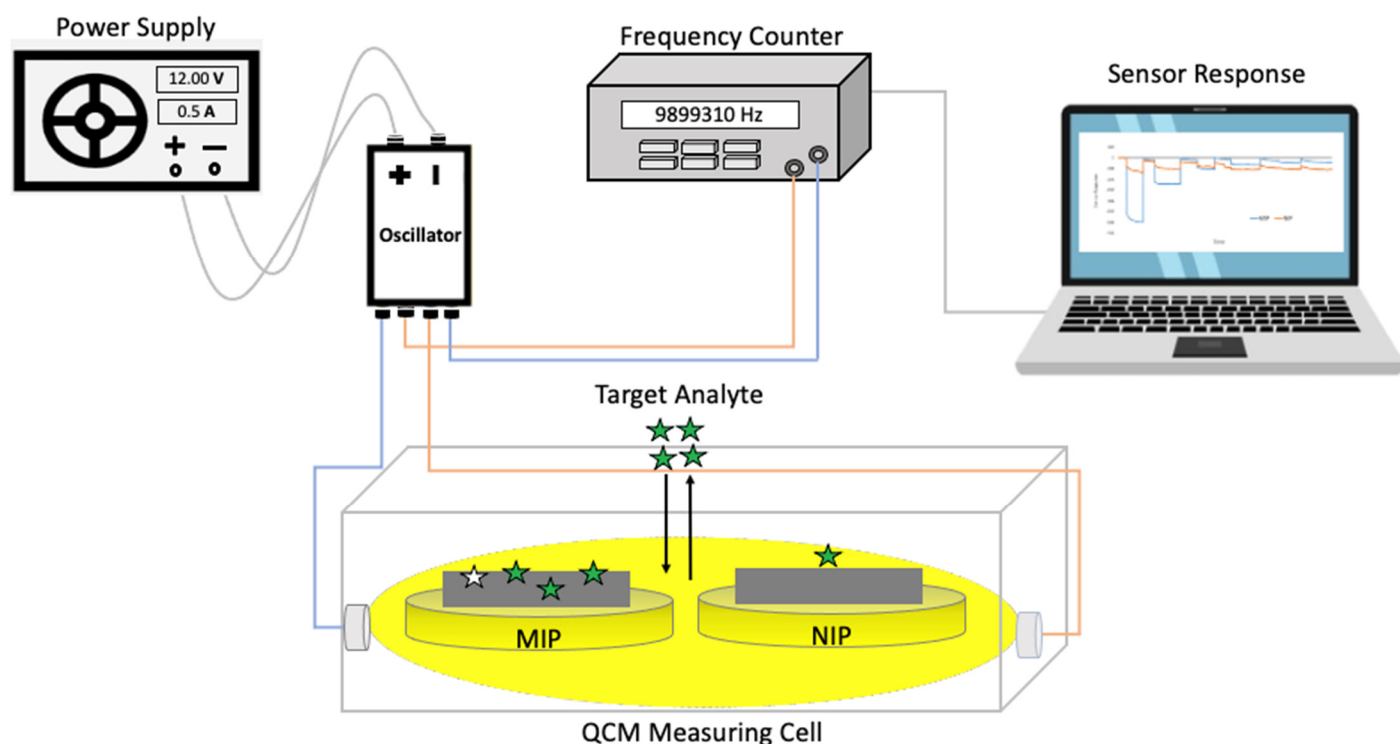 Power Supply
12.00 V
0.5 A
+ −
+ I
Oscillator
Frequency Counter
9899310 Hz
Sensor Response
NIP
Target Analyte
MIP
NIP
QCM Measuring Cell